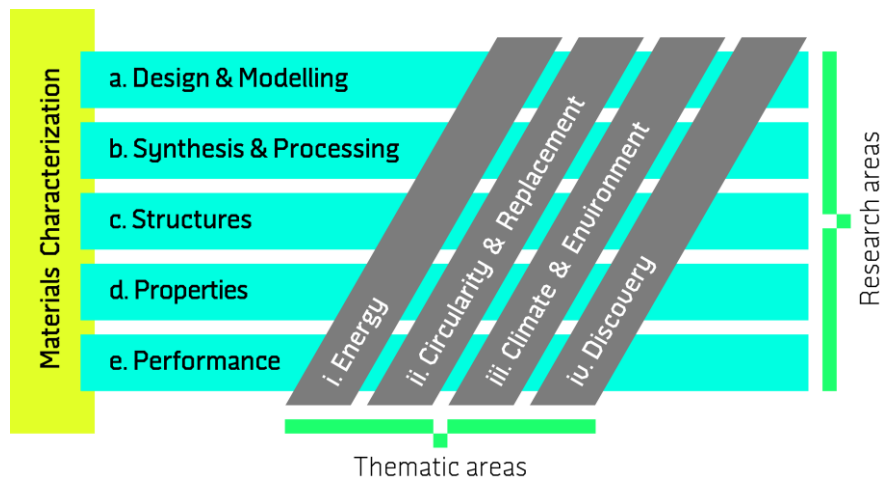 Materials Characterization
a. Design & Modelling
b. Synthesis & Processing
c. Structures
d. Properties
e. Performance
i. Energy
ii. Circularity & Replacement
iii. Climate & Environment
iv. Discovery
Research areas
Thematic areas